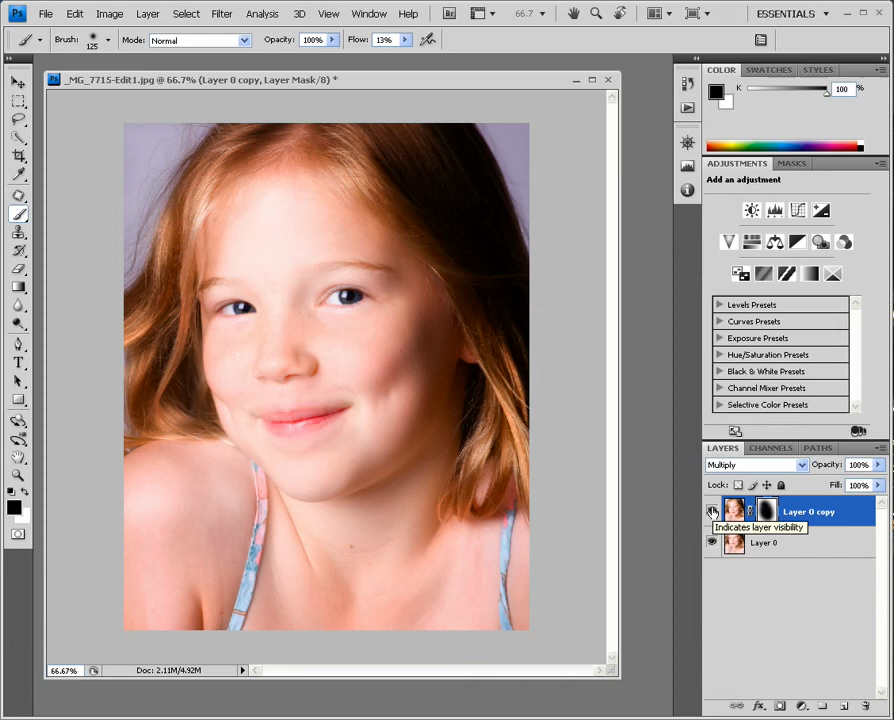 Ps File Edit Image Layer Select Filter Analysis 3D View Window Help Br 66.7 ESSENTIALS
Brush: 125 Mode: Normal Opacity: 100% Flow: 13%
Ps _MG_7715-Edit1.jpg @ 66.7% (Layer 0 copy, Layer Mask/8) *
COLOR SWATCHES STYLES
K 100 %
ADJUSTMENTS MASKS
Add an adjustment
Levels Presets
Curves Presets
Exposure Presets
Hue/Saturation Presets
Black & White Presets
Channel Mixer Presets
Selective Color Presets
LAYERS CHANNELS PATHS
Multiply Opacity: 100%
Lock: Fill: 100%
Layer 0 copy
Indicates layer visibility
Layer 0
T
66.67% Doc: 2.11M/4.92M
fx